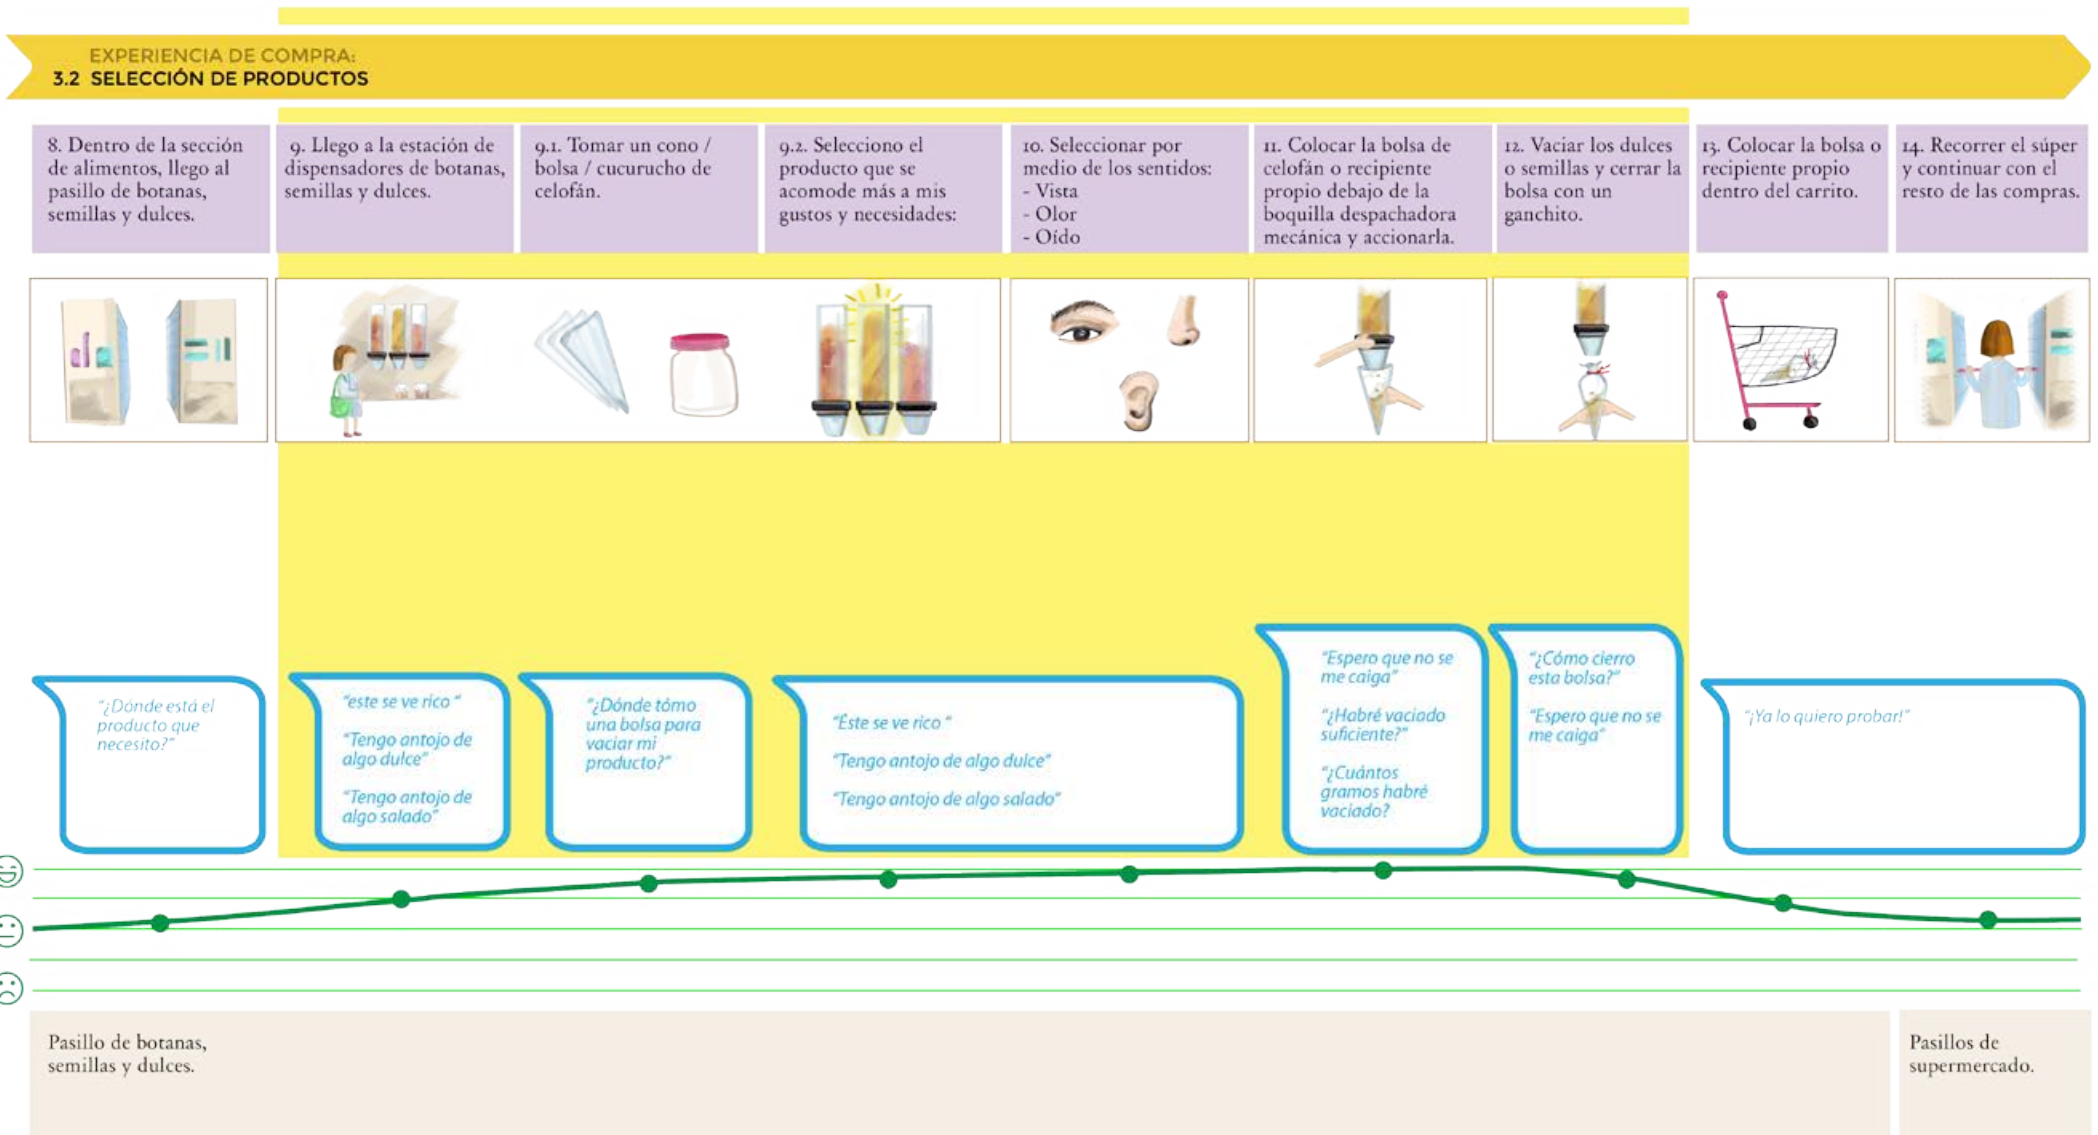 EXPERIENCIA DE COMPRA:
3.2 SELECCIÓN DE PRODUCTOS
8. Dentro de la sección
de alimentos, llego al
pasillo de botanas,
semillas y dulces.
9. Llego a la estación de
dispensadores de botanas,
semillas y dulces.
9.1. Tomar un cono /
bolsa / cucurucho de
celofán.
9.2. Selecciono el
producto que se
acomode más a mis
gustos y necesidades:
10. Seleccionar por
medio de los sentidos:
- Vista
- Olor
- Oído
11. Colocar la bolsa de
celofán o recipiente
propio debajo de la
boquilla despachadora
mecánica y accionarla.
12. Vaciar los dulces
o semillas y cerrar la
bolsa con un
ganchito.
13. Colocar la bolsa o
recipiente propio
dentro del carrito.
14. Recorrer el súper
y continuar con el
resto de las compras.
"¿Dónde está el
producto que
necesito?"
"este se ve rico "
"Tengo antojo de
algo dulce"
"Tengo antojo de
algo salado"
"¿Dónde tómo
una bolsa para
vaciar mi
producto?"
"Éste se ve rico "
"Tengo antojo de algo dulce"
"Tengo antojo de algo salado"
"Espero que no se
me caiga"
"¿Habré vaciado
suficiente?"
"¿Cuántos
gramos habré
vaciado?
"¿Cómo cierro
esta bolsa?"
"Espero que no se
me caiga"
"¡Ya lo quiero probar!"
Pasillo de botanas,
semillas y dulces.
Pasillos de
supermercado.